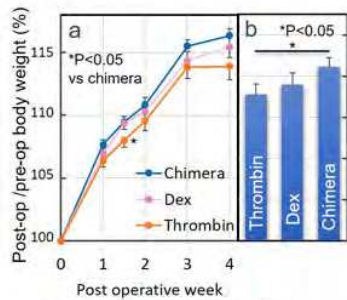 a
*P<0.05
vs chimera
*
Chimera
Dex
Thrombin
Post-op /pre-op body weight (%)
100
105
110
115
0
1
2
3
4
Post operative week
b
*P<0.05
*
Thrombin
Dex
Chimera